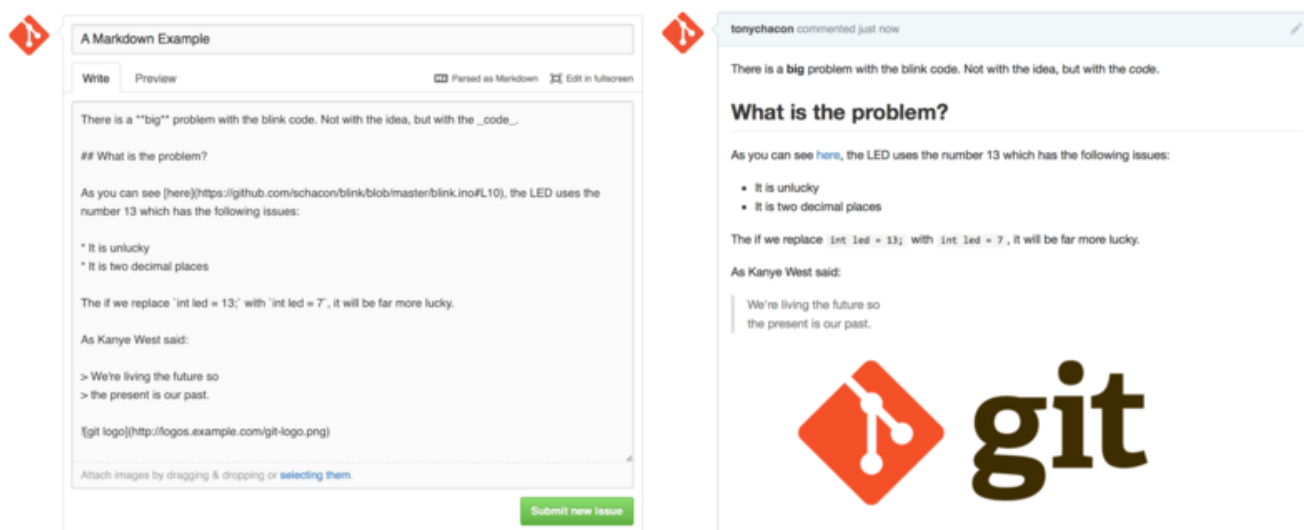 A Markdown Example
Write Preview Parsed as Markdown Edit in fullscreen
There is a **big** problem with the blink code. Not with the idea, but with the _code_.
## What is the problem?
As you can see [here](https://github.com/schacon/blink/blob/master/blink.ino#L10), the LED uses the
number 13 which has the following issues:
* It is unlucky
* It is two decimal places
The if we replace `int led = 13;` with `int led = 7`, it will be far more lucky.
As Kanye West said:
> We're living the future so
> the present is our past.
![git logo](http://logos.example.com/git-logo.png)
Attach images by dragging & dropping or selecting them.
Submit new issue
tonychacon commented just now
There is a big problem with the blink code. Not with the idea, but with the code.
What is the problem?
As you can see here, the LED uses the number 13 which has the following issues:
• It is unlucky
• It is two decimal places
The if we replace int led = 13; with int led = 7 , it will be far more lucky.
As Kanye West said:
We're living the future so
the present is our past.
git